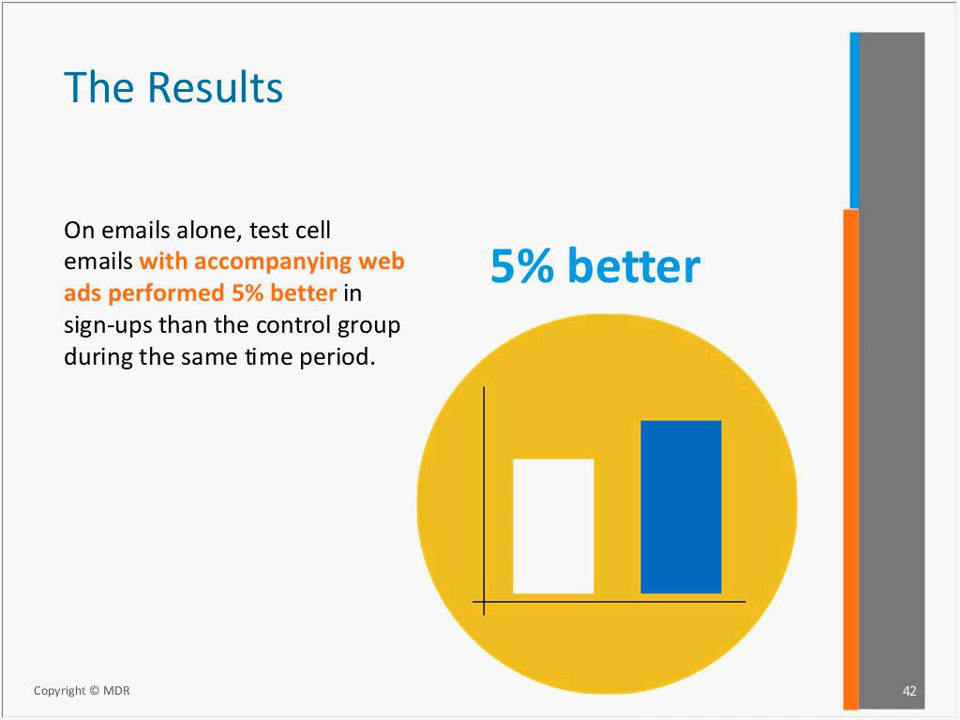 The Results
On emails alone, test cell
emails with accompanying web
ads performed 5% better in
sign-ups than the control group
during the same time period.
5% better
Copyright © MDR
42